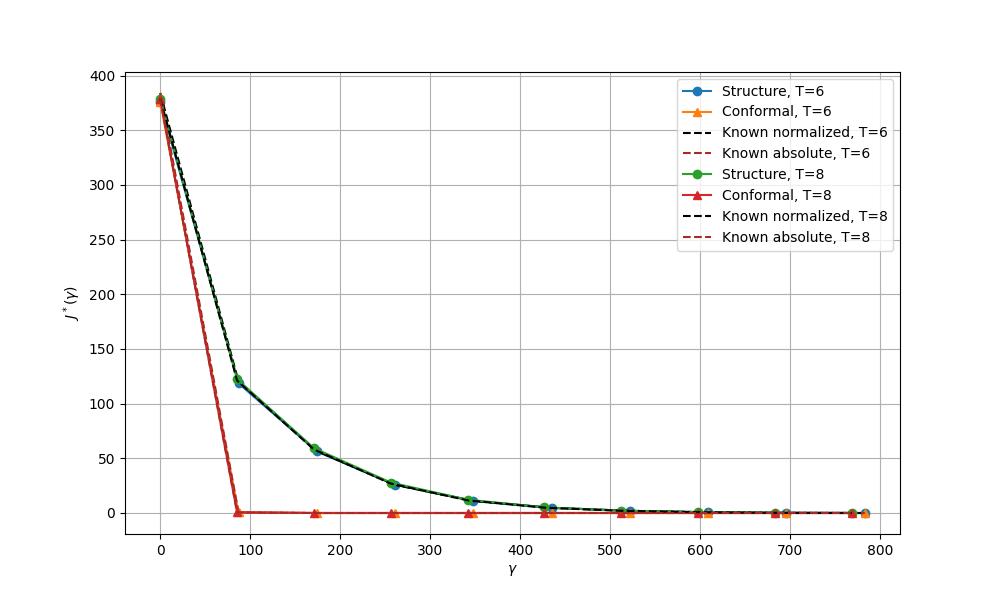 400
350
300
250
200
150
100
50
0
J*(γ)
0 100 200 300 400 500 600 700 800
γ
Structure, T=6
Conformal, T=6
Known normalized, T=6
Known absolute, T=6
Structure, T=8
Conformal, T=8
Known normalized, T=8
Known absolute, T=8